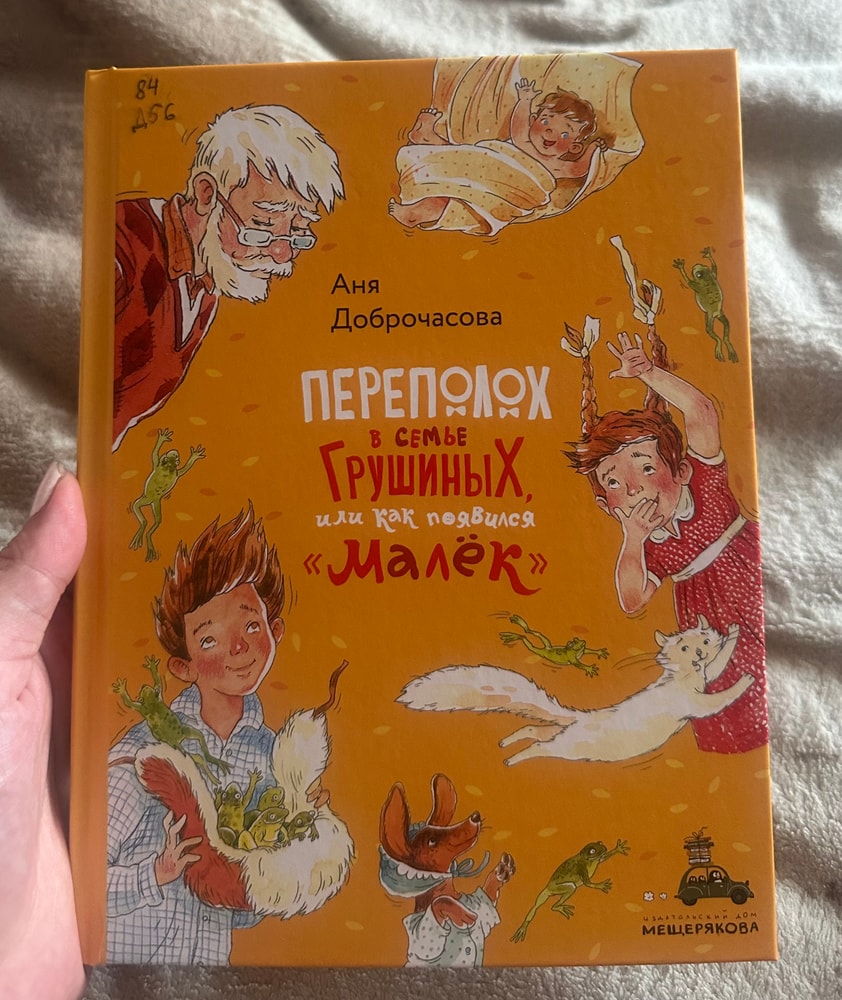 84
Д56
Аня
Доброчасова
ПЕРЕПОЛОХ
В СЕМЬЕ
ГРУШИНЫХ,
или как появился
«Малёк»
ИЗДАТЕЛЬСКИЙ ДОМ
МЕЩЕРЯКОВА